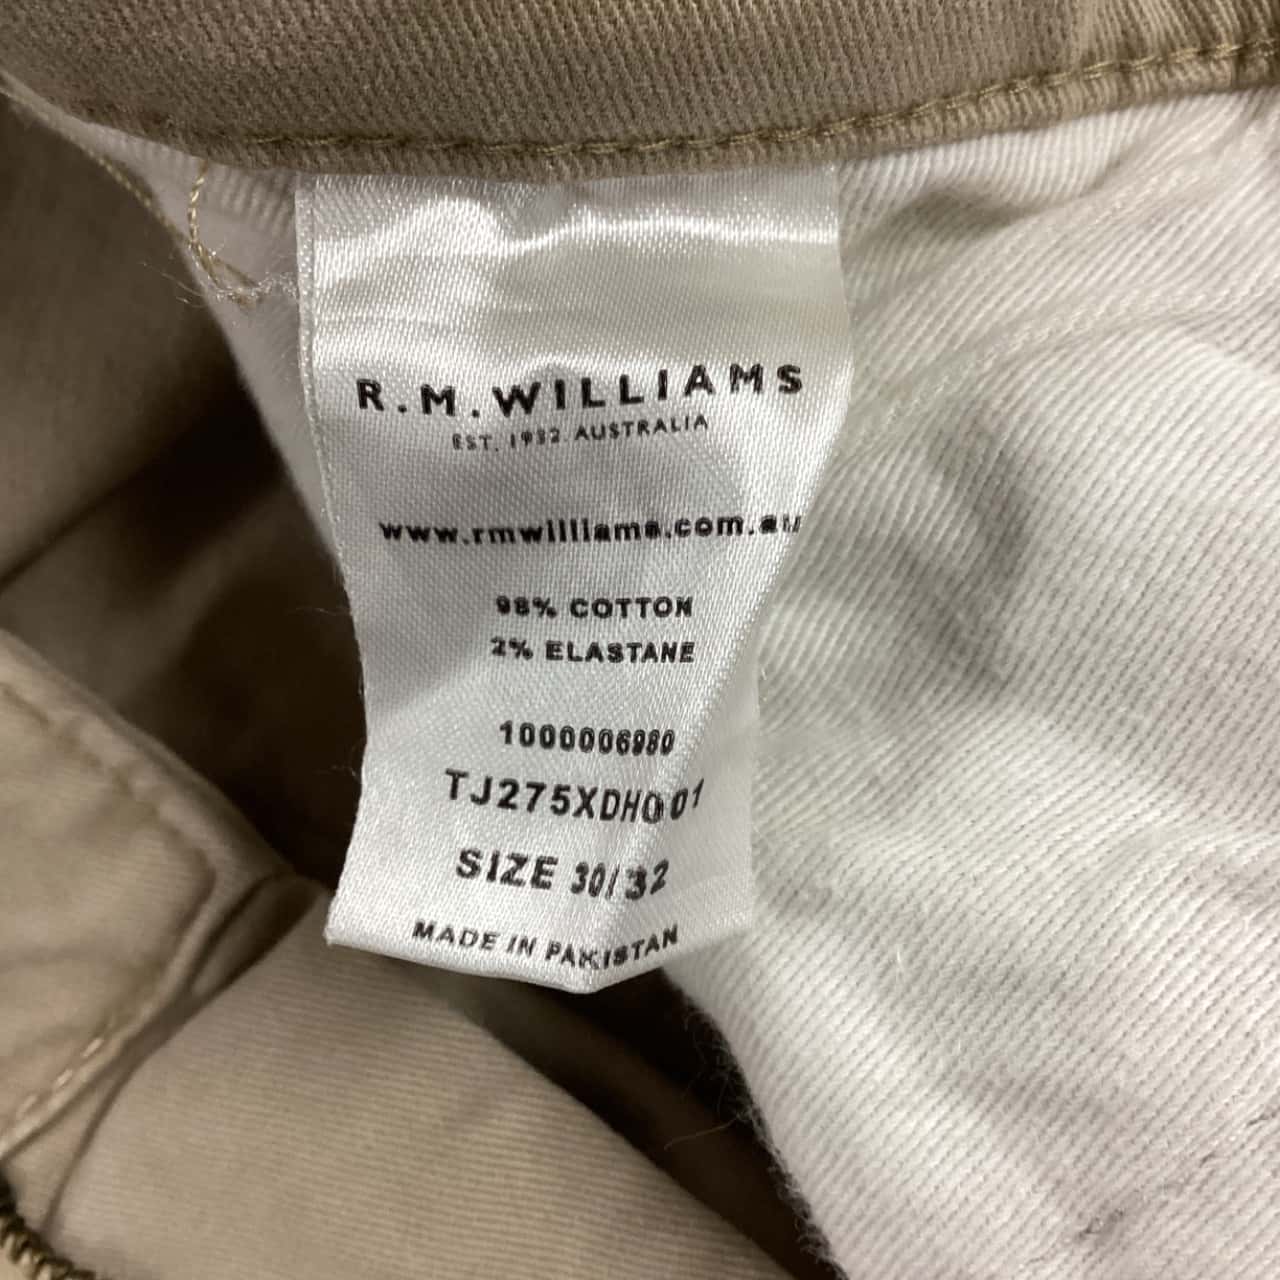 R.M.WILLIAMS
EST. 1932 AUSTRALIA
www.rmwilliams.com.au
98% COTTON
2% ELASTANE
1000006980
TJ275XDHO01
SIZE 30/32
MADE IN PAKISTAN